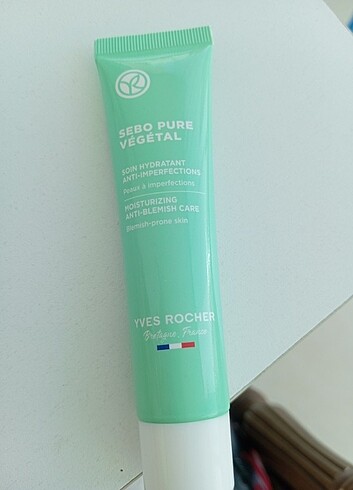 SEBO PURE
VÉGÉTAL
SOIN HYDRATANT
ANTI-IMPERFECTIONS
Peaux à imperfections
MOISTURIZING
ANTI-BLEMISH CARE
Blemish-prone skin
YVES ROCHER
Bretagne, France